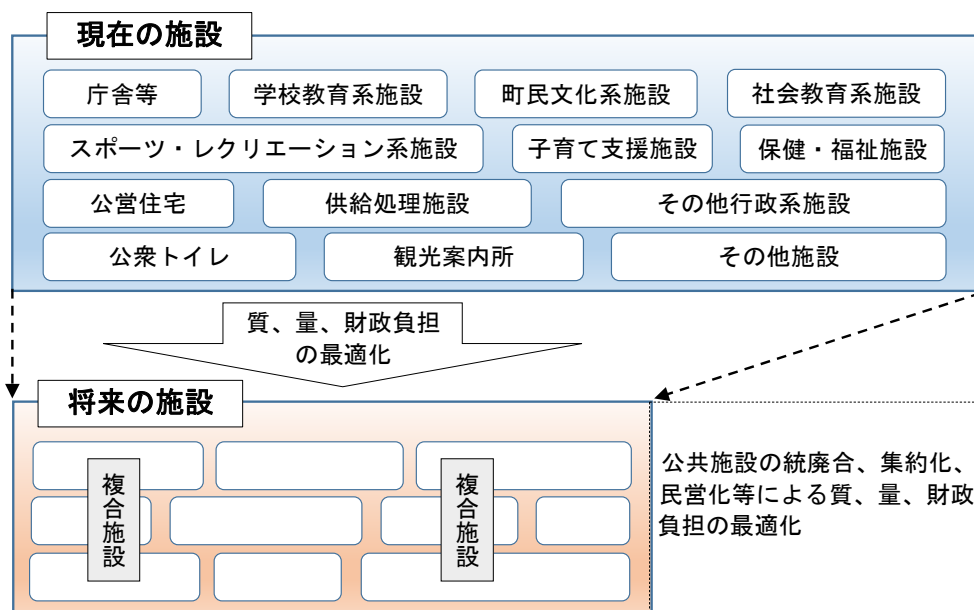 現在の施設
庁舎等
学校教育系施設
町民文化系施設
社会教育系施設
スポーツ・レクリエーション系施設
子育て支援施設
保健・福祉施設
公営住宅
供給処理施設
その他行政系施設
公衆トイレ
観光案内所
その他施設
質、量、財政負担
の最適化
将来の施設
複合施設
複合施設
公共施設の統廃合、集約化、
民営化等による質、量、財政
負担の最適化